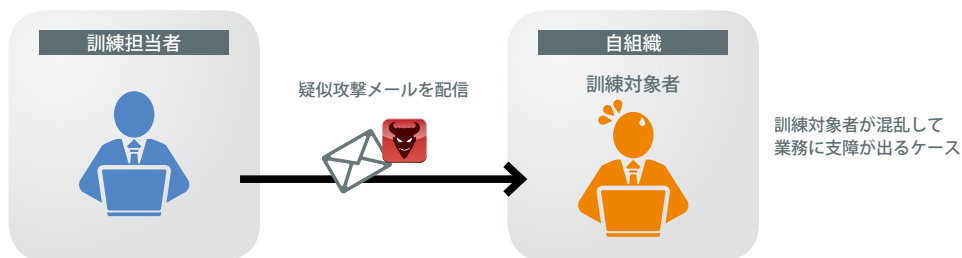 訓練担当者
自組織
疑似攻撃メールを配信
訓練対象者
訓練対象者が混乱して
業務に支障が出るケース